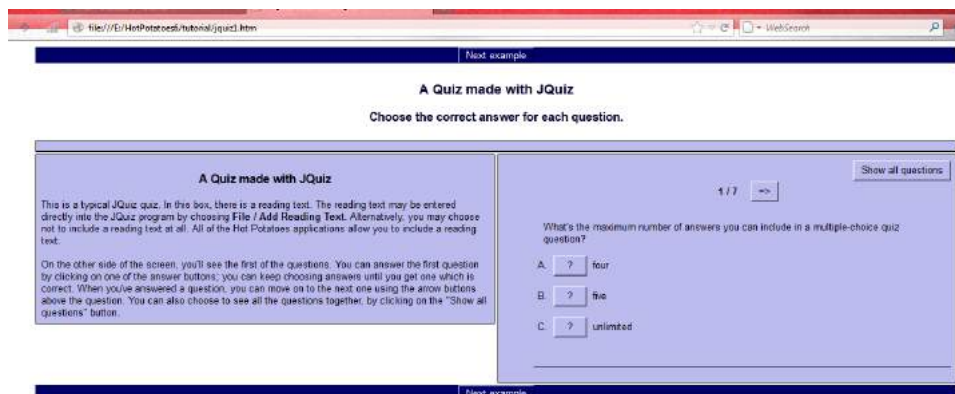 file:///E:/HotPotatoes6/tutorial/jquiz1.htm
WebSearch
Next example
A Quiz made with JQuiz
Choose the correct answer for each question.
A Quiz made with JQuiz
This is a typical JQuiz quiz. In this box, there is a reading text. The reading text may be entered
directly into the JQuiz program by choosing File / Add Reading Text. Alternatively, you may choose
not to include a reading text at all. All of the Hot Potatoes applications allow you to include a reading
text.
On the other side of the screen, you'll see the first of the questions. You can answer the first question
by clicking on one of the answer buttons; you can keep choosing answers until you get one which is
correct. When you've answered a question, you can move on to the next one using the arrow buttons
above the question. You can also choose to see all the questions together, by clicking on the "Show all
questions" button.
Show all questions
1 / 7 =>
What's the maximum number of answers you can include in a multiple-choice quiz
question?
A. ? four
B. ? five
C. ? unlimited
Next example